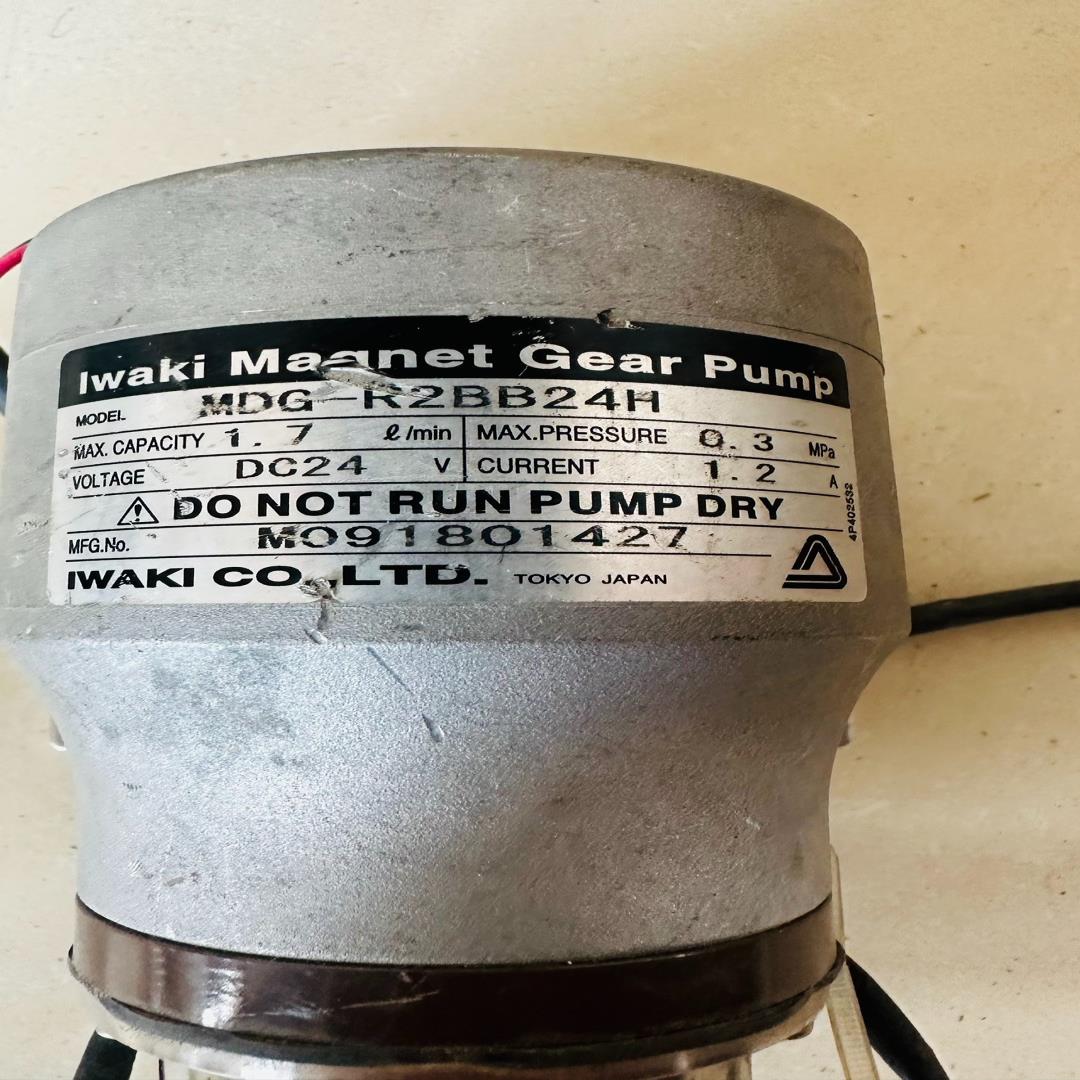 Iwaki Magnet Gear Pump
MODEL MDG-R2BB24H
MAX. CAPACITY 1.7 ℓ/min MAX.PRESSURE 0.3 MPa
VOLTAGE DC24 V CURRENT 1.2 A
⚠ DO NOT RUN PUMP DRY
MFG.No. M091801427
IWAKI CO.,LTD. TOKYO JAPAN
4P402532